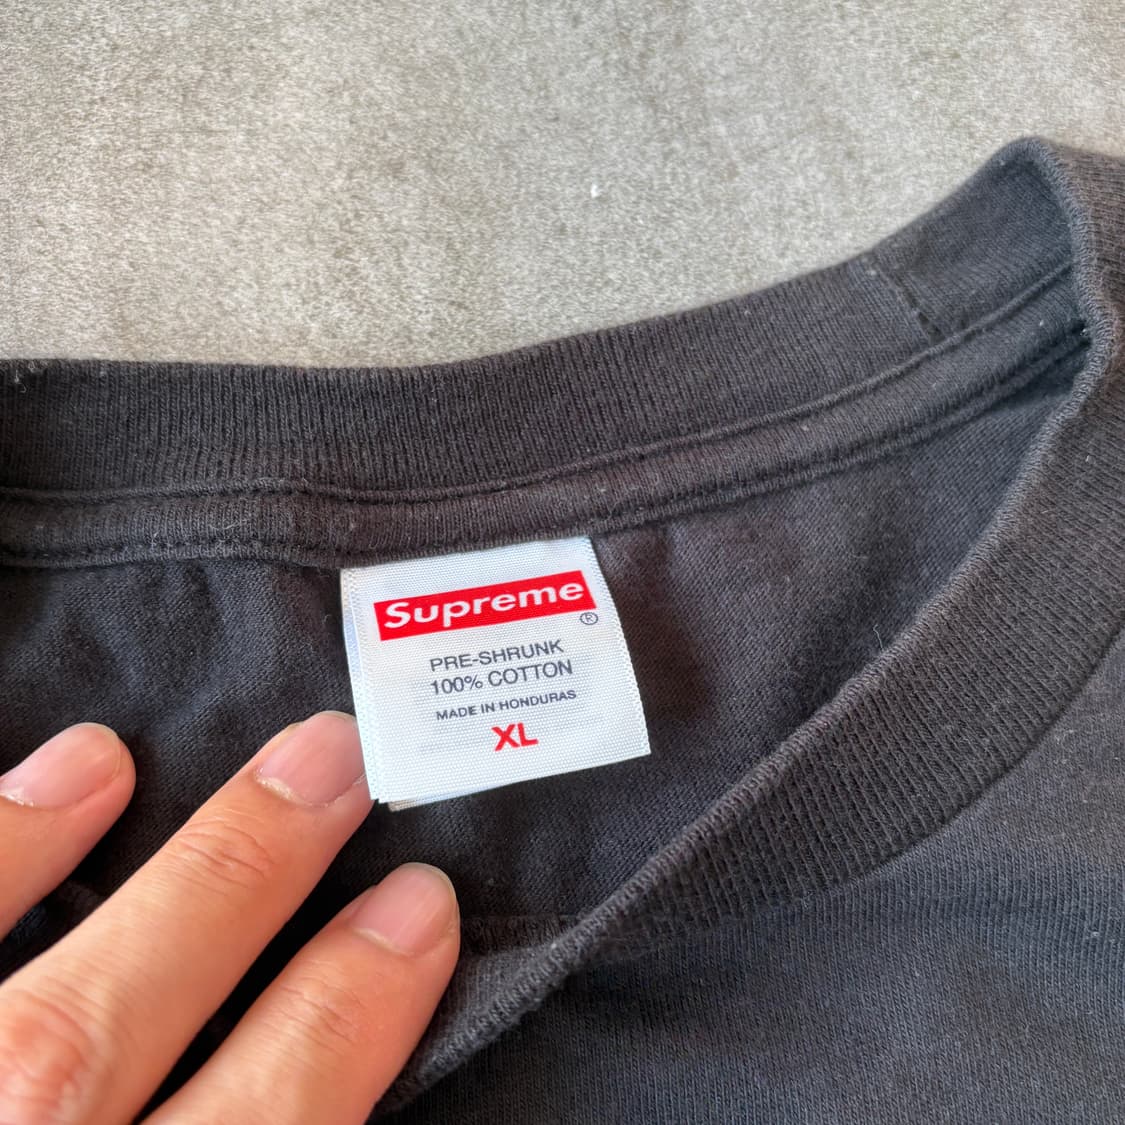 Supreme
®
PRE-SHRUNK
100% COTTON
MADE IN HONDURAS
XL